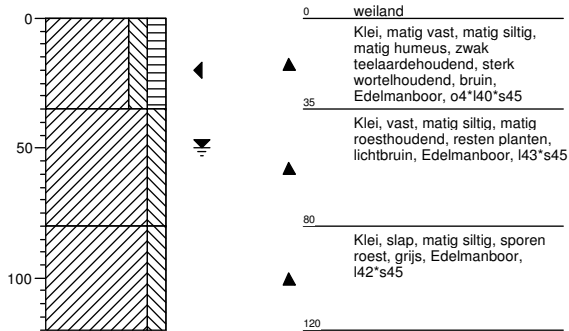 0
50
100
0 weiland
Klei, matig vast, matig siltig,
matig humeus, zwak
teelaardehoudend, sterk
wortelhoudend, bruin,
Edelmanboor, o4*l40*s45
35
Klei, vast, matig siltig, matig
roesthoudend, resten planten,
lichtbruin, Edelmanboor, l43*s45
80
Klei, slap, matig siltig, sporen
roest, grijs, Edelmanboor,
l42*s45
120